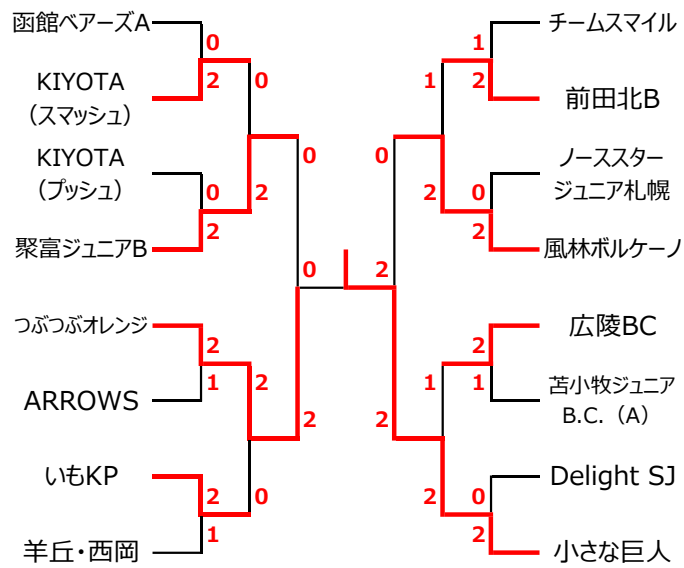 函館ベアーズA
0
2
KIYOTA
（スマッシュ）
0
KIYOTA
（プッシュ）
0
2
聚富ジュニアB
2
0
つぶつぶオレンジ
2
1
ARROWS
2
いもKP
2
1
羊丘・西岡
0
2
0
チームスマイル
1
2
前田北B
1
ノーススター
ジュニア札幌
0
2
風林ボルケーノ
2
0
広陵BC
2
1
苫小牧ジュニア
B.C.（A）
1
Delight SJ
0
2
小さな巨人
2
2